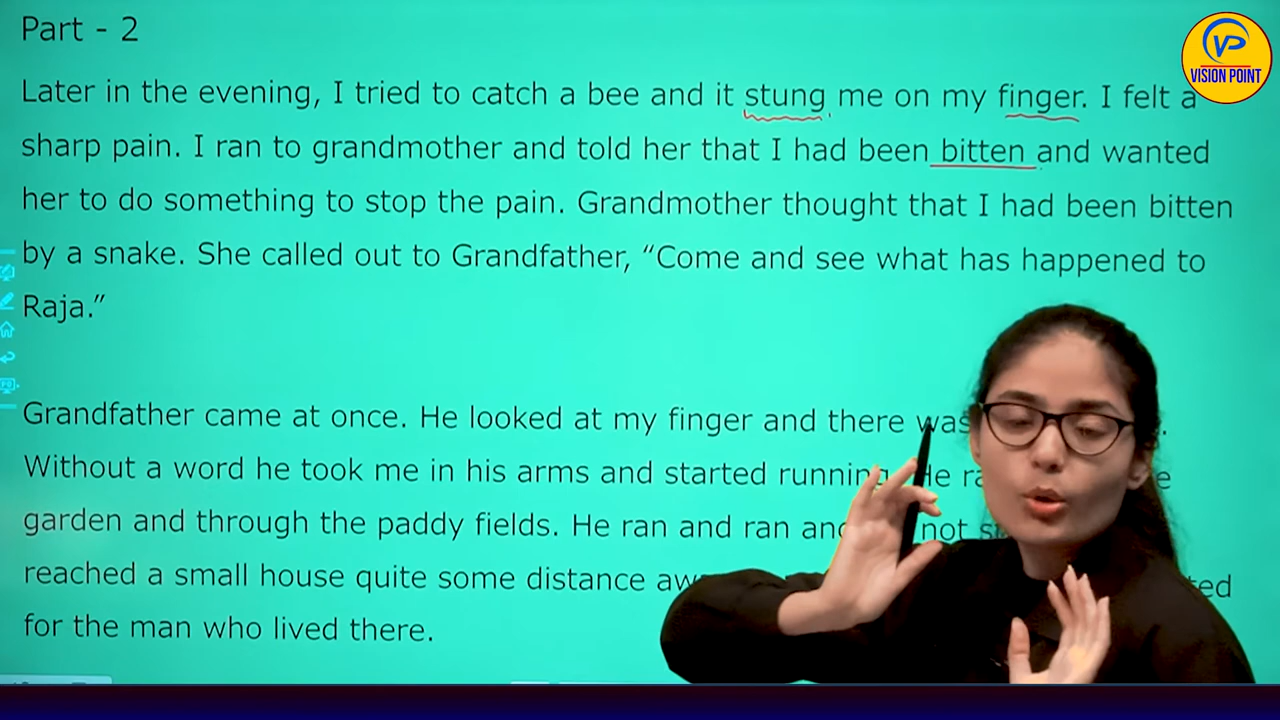 Part - 2
VP
VISION POINT
Later in the evening, I tried to catch a bee and it stung me on my finger. I felt a
sharp pain. I ran to grandmother and told her that I had been bitten and wanted
her to do something to stop the pain. Grandmother thought that I had been bitten
by a snake. She called out to Grandfather, “Come and see what has happened to
Raja.”
Grandfather came at once. He looked at my finger and there was
Without a word he took me in his arms and started running. He
garden and through the paddy fields. He ran and ran and not
reached a small house quite some distance
for the man who lived there.